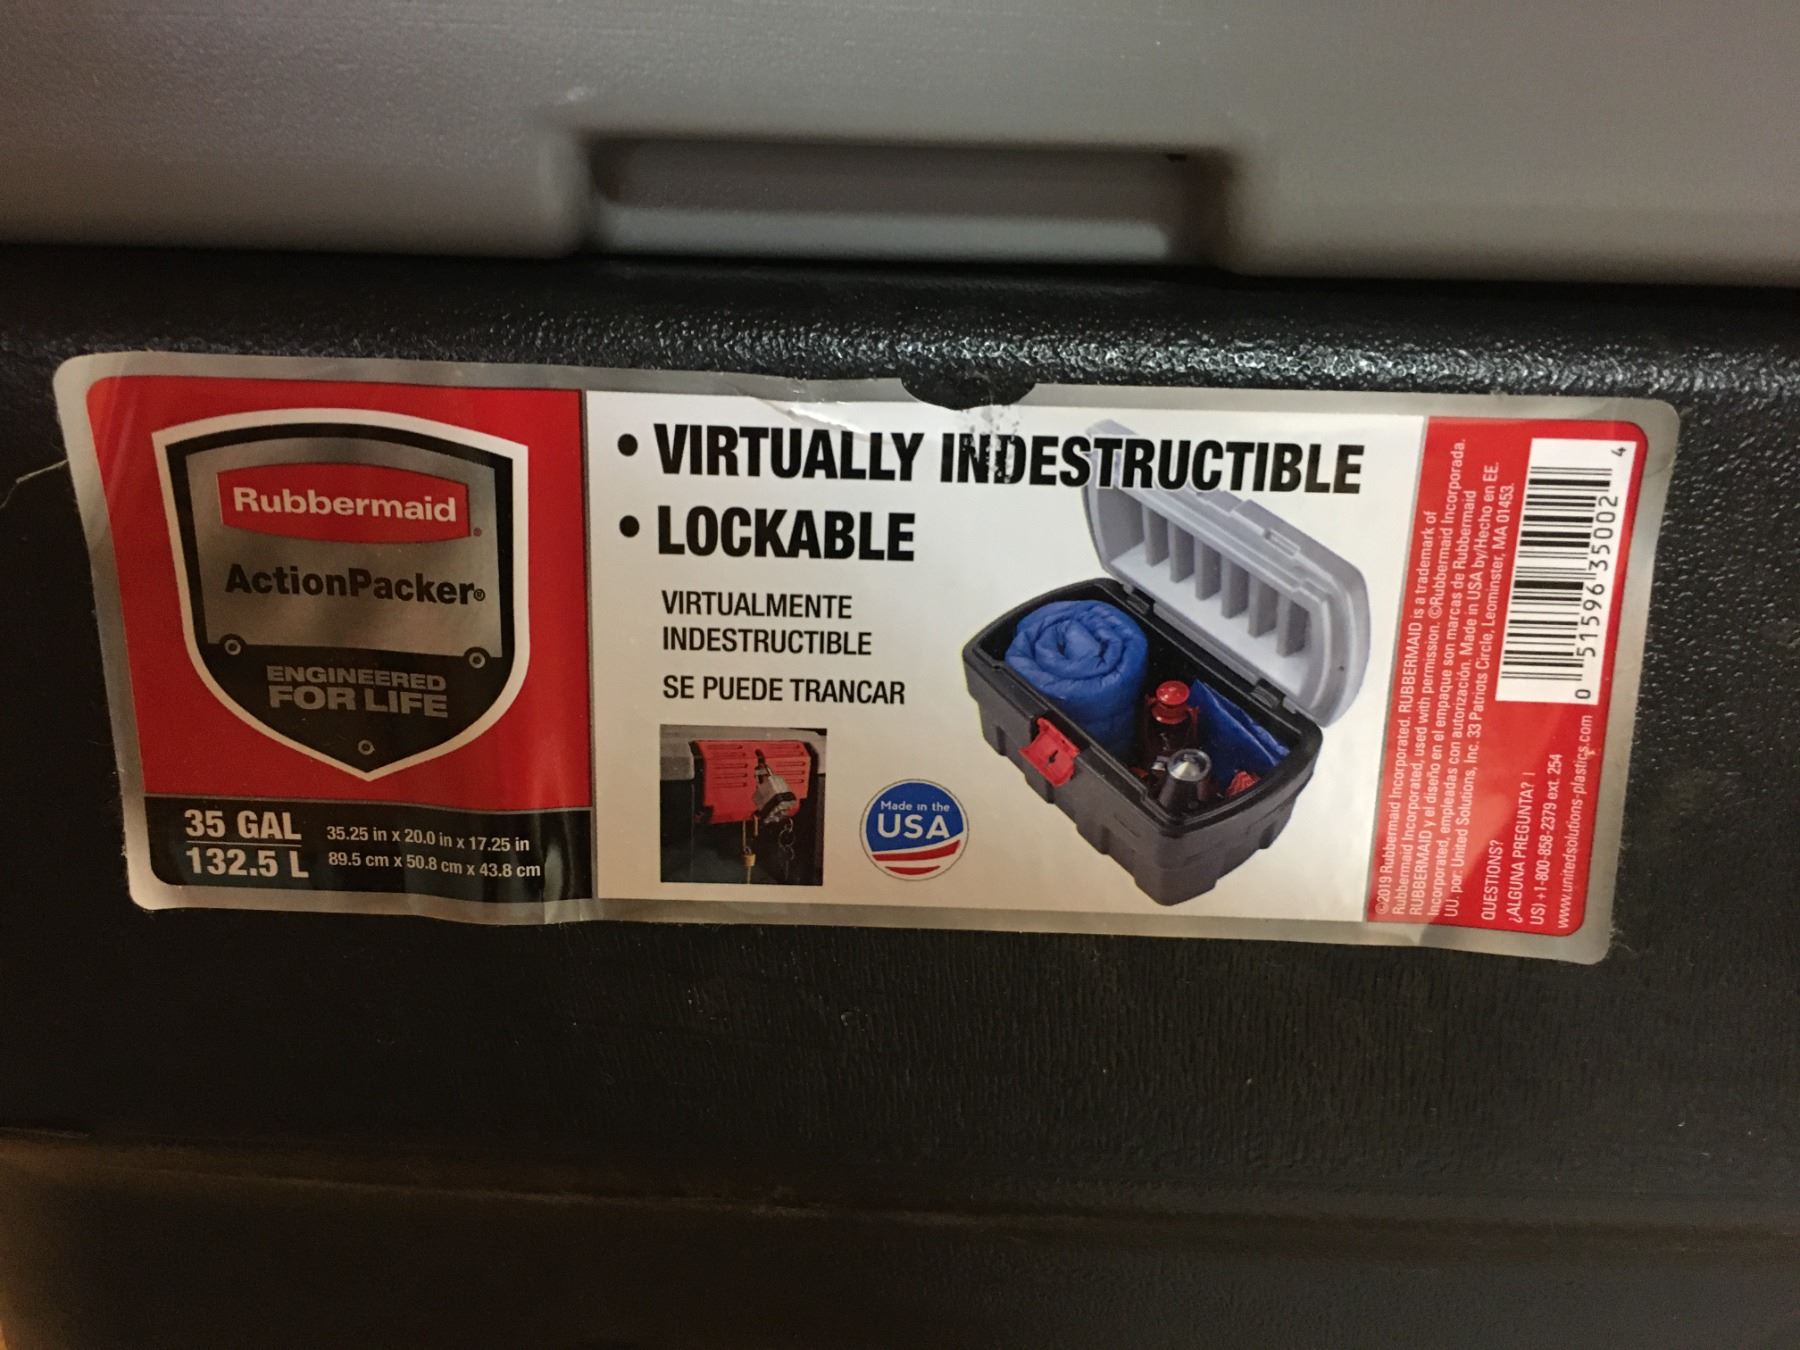 Rubbermaid
ActionPacker®
ENGINEERED
FOR LIFE
35 GAL
132.5 L
35.25 in x 20.0 in x 17.25 in
89.5 cm x 50.8 cm x 43.8 cm
• VIRTUALLY INDESTRUCTIBLE
• LOCKABLE
VIRTUALMENTE
INDESTRUCTIBLE
SE PUEDE TRANCAR
Made in the
USA
©2019 Rubbermaid Incorporated. RUBBERMAID is a trademark of
Rubbermaid Incorporated, used with permission. ©Rubbermaid Incorporada.
RUBBERMAID y el diseño en el empaque son marcas de Rubbermaid
Incorporated, empleadas con autorización. Made in USA by/Hecho en EE.
UU. por: United Solutions, Inc. 33 Patriots Circle, Leominster, MA 01453.
QUESTIONS?
¿ALGUNA PREGUNTA? |
US) +1-800-858-2379 ext. 254
www.unitedsolutions-plastics.com
0 51596 35002 4